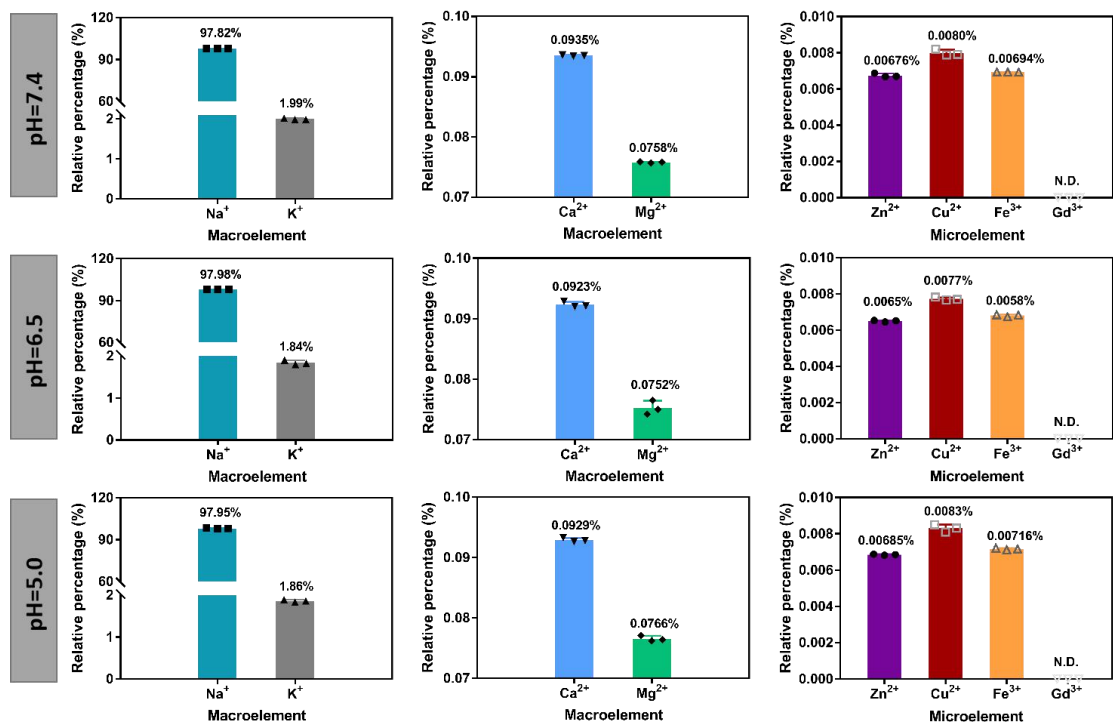 pH=7.4
Relative percentage (%)
120
90
60
2
1
0
97.82%
1.99%
Na⁺
K⁺
Macroelement
Relative percentage (%)
0.10
0.09
0.08
0.07
0.0935%
0.0758%
Ca²⁺
Mg²⁺
Macroelement
Relative percentage (%)
0.010
0.008
0.006
0.004
0.002
0.000
0.00676%
0.0080%
0.00694%
N.D.
Zn²⁺
Cu²⁺
Fe³⁺
Gd³⁺
Microelement
pH=6.5
Relative percentage (%)
120
90
60
2
1
0
97.98%
1.84%
Na⁺
K⁺
Macroelement
Relative percentage (%)
0.10
0.09
0.08
0.07
0.0923%
0.0752%
Ca²⁺
Mg²⁺
Macroelement
Relative percentage (%)
0.010
0.008
0.006
0.004
0.002
0.000
0.0065%
0.0077%
0.0058%
N.D.
Zn²⁺
Cu²⁺
Fe³⁺
Gd³⁺
Microelement
pH=5.0
Relative percentage (%)
120
90
60
2
1
0
97.95%
1.86%
Na⁺
K⁺
Macroelement
Relative percentage (%)
0.10
0.09
0.08
0.07
0.0929%
0.0766%
Ca²⁺
Mg²⁺
Macroelement
Relative percentage (%)
0.010
0.008
0.006
0.004
0.002
0.000
0.00685%
0.0083%
0.00716%
N.D.
Zn²⁺
Cu²⁺
Fe³⁺
Gd³⁺
Microelement